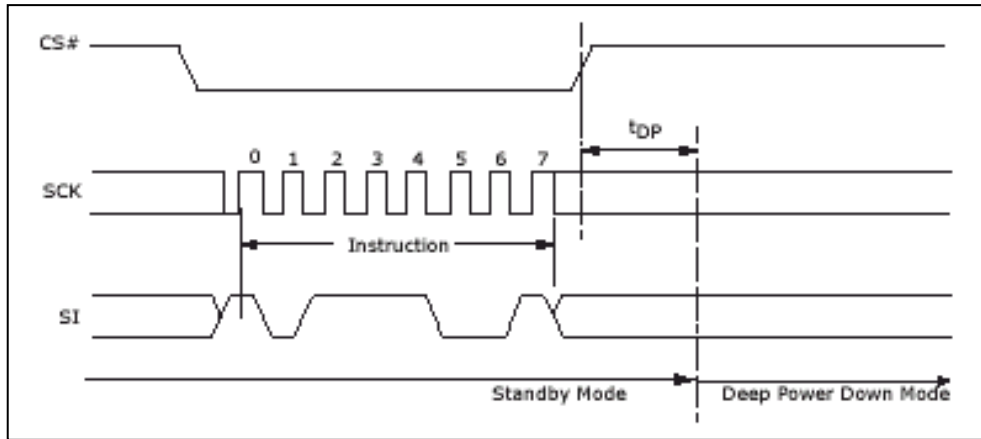 CS#
tDP
0 1 2 3 4 5 6 7
SCK
Instruction
SI
Standby Mode Deep Power Down Mode